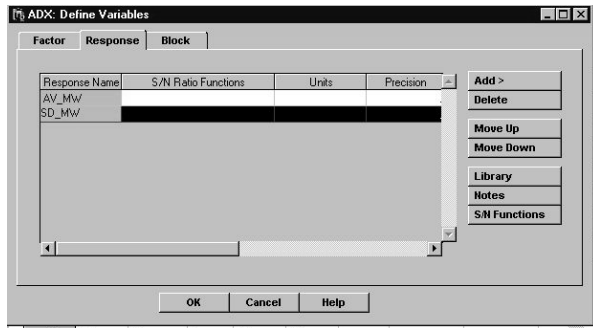 ADX: Define Variables
Factor Response Block
Response Name S/N Ratio Functions Units Precision
AV_MW
SD_MW
Add >
Delete
Move Up
Move Down
Library
Notes
S/N Functions
OK Cancel Help